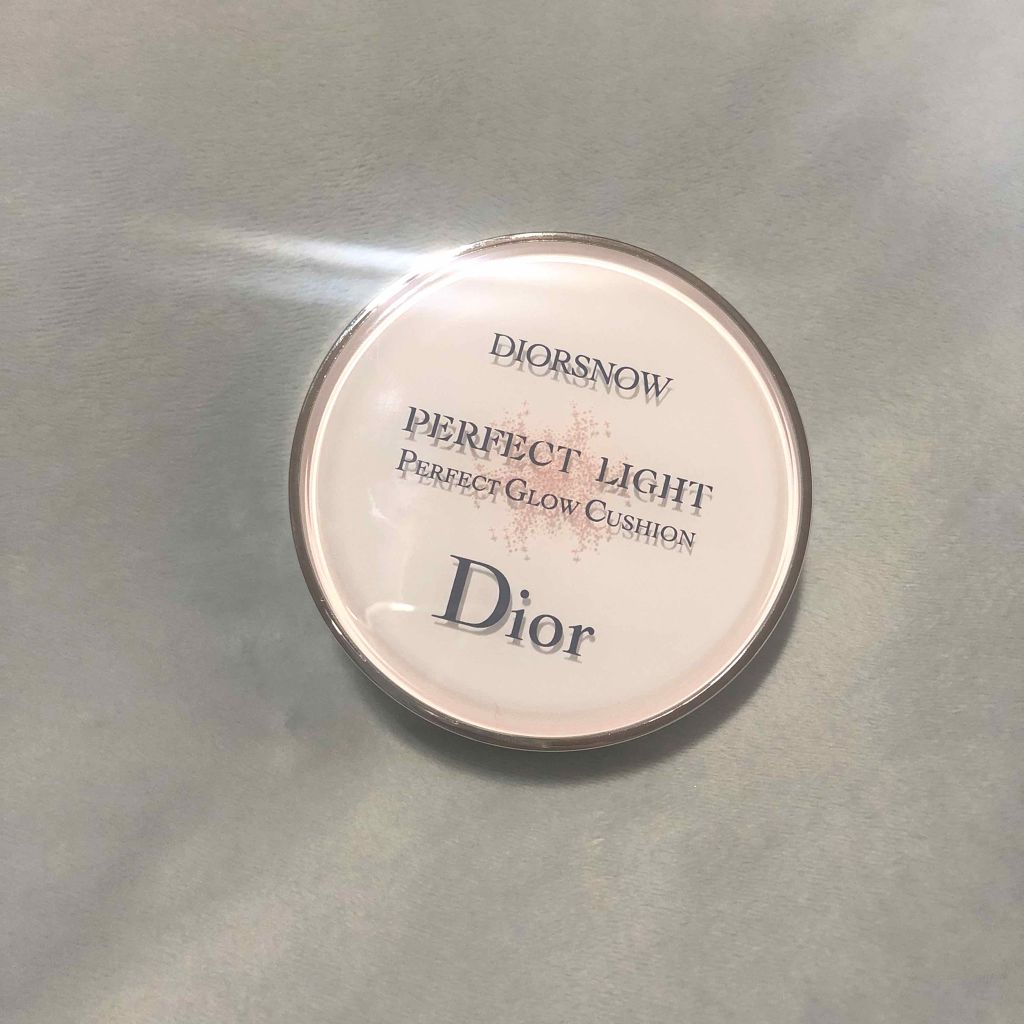 DIORSNOW
PERFECT LIGHT
PERFECT GLOW CUSHION
Dior